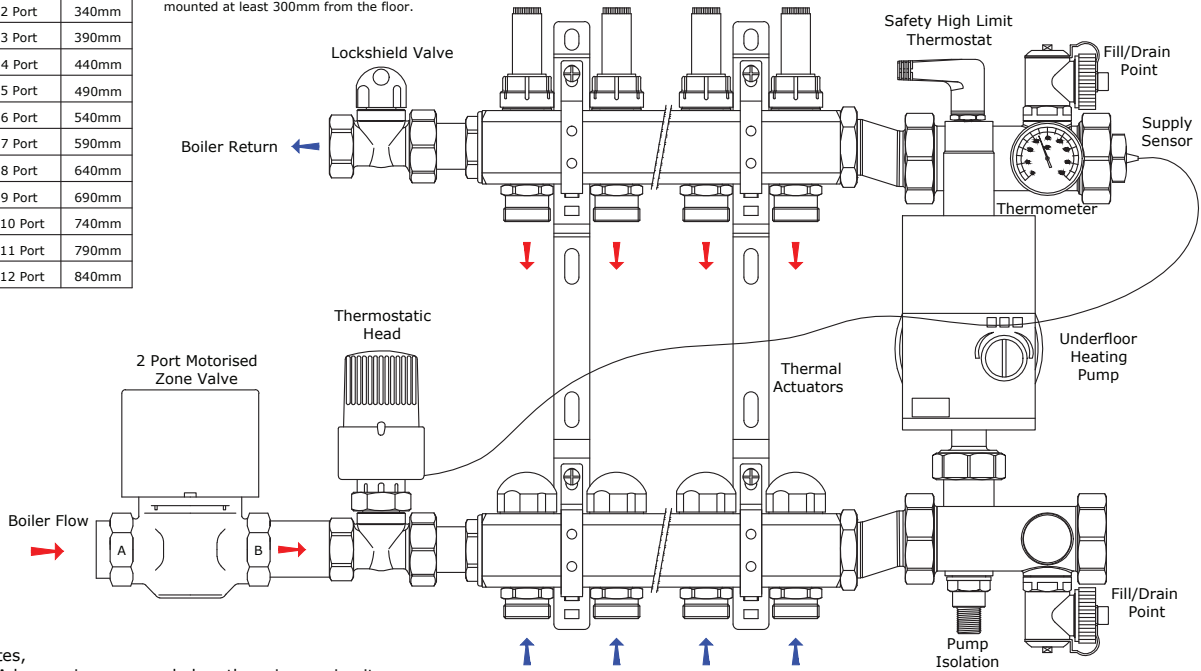 2 Port 340mm
3 Port 390mm
4 Port 440mm
5 Port 490mm
6 Port 540mm
7 Port 590mm
8 Port 640mm
9 Port 690mm
10 Port 740mm
11 Port 790mm
12 Port 840mm
mounted at least 300mm from the floor.
Lockshield Valve
Safety High Limit
Thermostat
Fill/Drain
Point
Supply
Sensor
Boiler Return
Thermometer
Thermostatic
Head
2 Port Motorised
Zone Valve
Thermal
Actuators
Underfloor
Heating
Pump
Boiler Flow
A
B
Fill/Drain
Point
Pump
Isolation